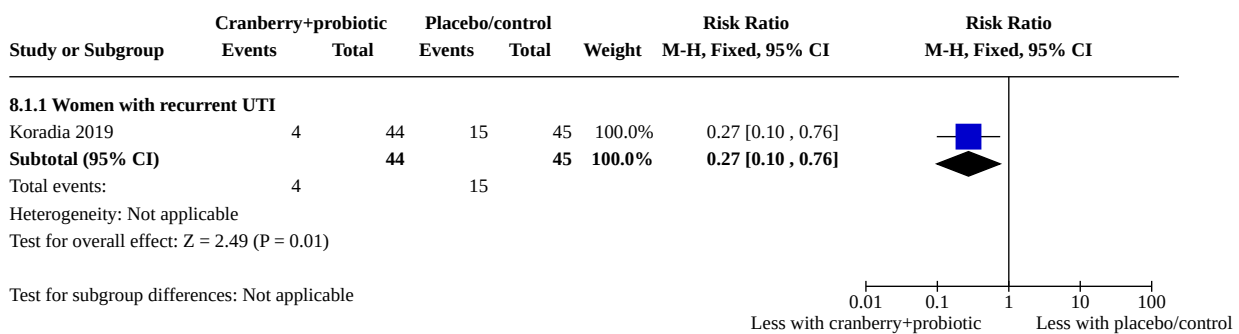 Cranberry+probiotic Placebo/control Risk Ratio Risk Ratio
Study or Subgroup Events Total Events Total Weight M-H, Fixed, 95% CI M-H, Fixed, 95% CI
8.1.1 Women with recurrent UTI
Koradia 2019 4 44 15 45 100.0% 0.27 [0.10 , 0.76]
Subtotal (95% CI) 44 45 100.0% 0.27 [0.10 , 0.76]
Total events: 4 15
Heterogeneity: Not applicable
Test for overall effect: Z = 2.49 (P = 0.01)
Test for subgroup differences: Not applicable
0.01 0.1 1 10 100
Less with cranberry+probiotic Less with placebo/control